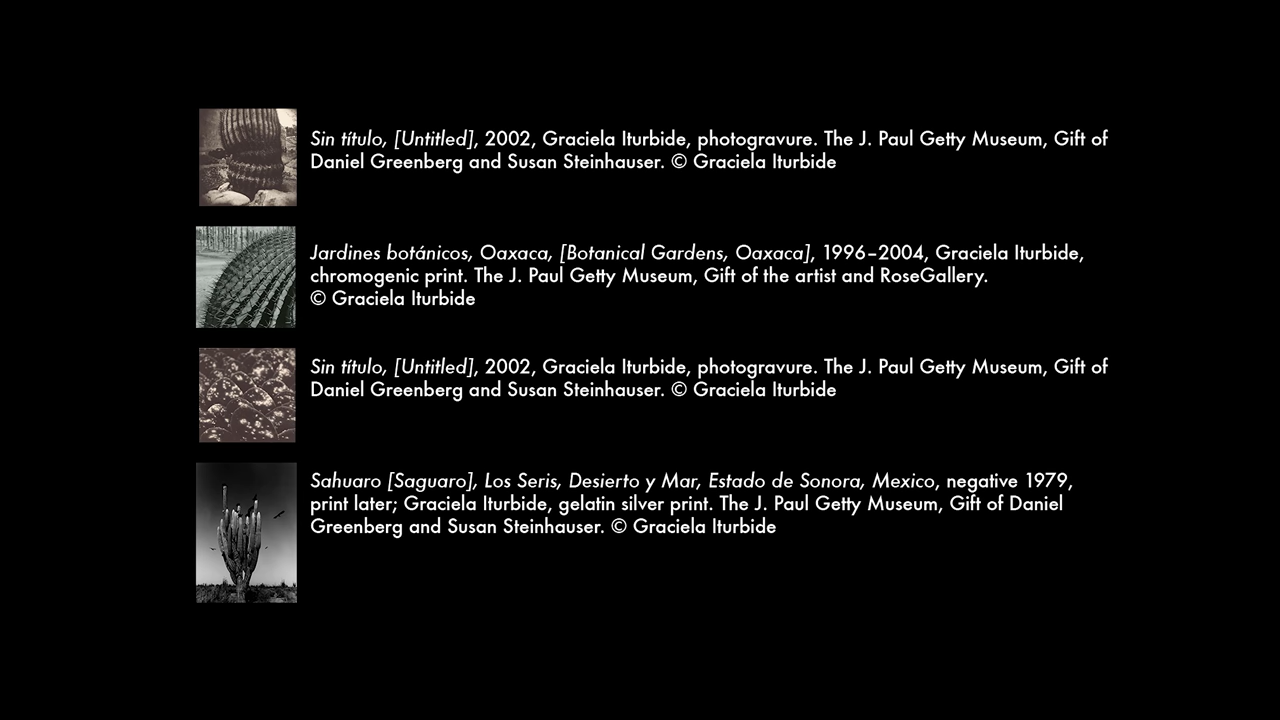 Sin título, [Untitled], 2002, Graciela Iturbide, photogravure. The J. Paul Getty Museum, Gift of
Daniel Greenberg and Susan Steinhauser. © Graciela Iturbide
Jardines botánicos, Oaxaca, [Botanical Gardens, Oaxaca], 1996–2004, Graciela Iturbide,
chromogenic print. The J. Paul Getty Museum, Gift of the artist and RoseGallery.
© Graciela Iturbide
Sin título, [Untitled], 2002, Graciela Iturbide, photogravure. The J. Paul Getty Museum, Gift of
Daniel Greenberg and Susan Steinhauser. © Graciela Iturbide
Sahuaro [Saguaro], Los Seris, Desierto y Mar, Estado de Sonora, Mexico, negative 1979,
print later; Graciela Iturbide, gelatin silver print. The J. Paul Getty Museum, Gift of Daniel
Greenberg and Susan Steinhauser. © Graciela Iturbide